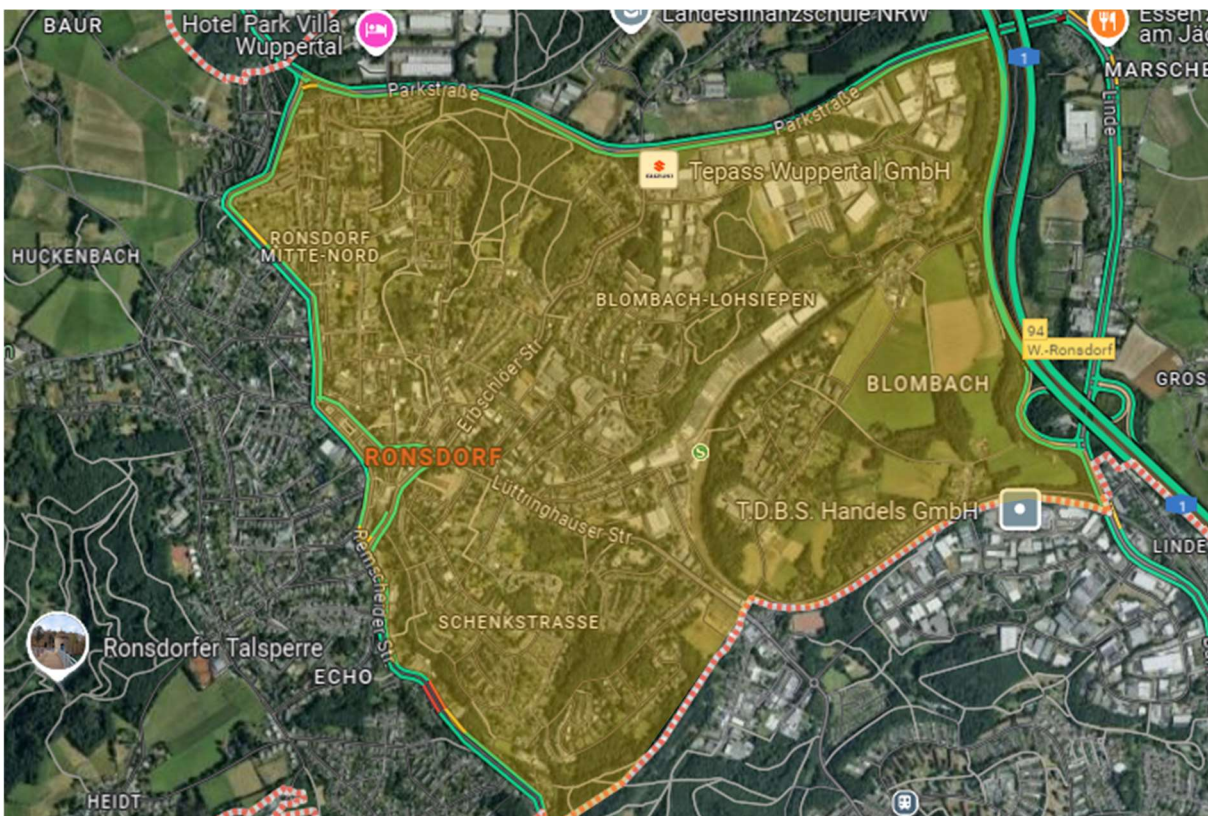 BAUR
Hotel Park Villa
Wuppertal
Landesfinanzschule NRW
Essen
am Jäg
1
MARSCHE
Parkstraße
Parkstraße
Linde
SUZUKI
Tepass Wuppertal GmbH
RONSDORF
MITTE-NORD
HUCKENBACH
BLOMBACH-LOHSIEPEN
94
W.-Ronsdorf
Erbschlöer Str.
BLOMBACH
GROS
RONSDORF
S
Lüttringhauser Str.
T.D.B.S. Handels GmbH
1
LINDE
Remscheider Str.
SCHENKSTRASSE
Ronsdorfer Talsperre
ECHO
HEIDT